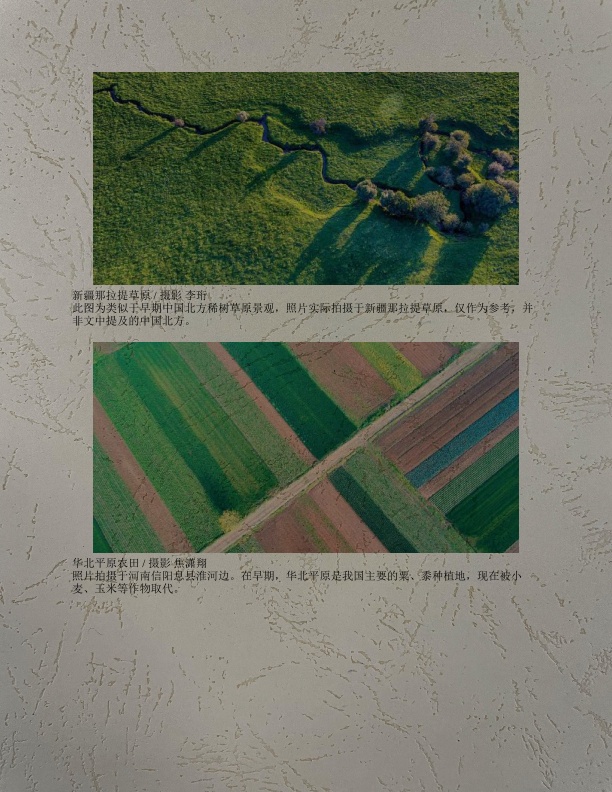 新疆那拉提草原 / 摄影 李珩
此图为类似于早期中国北方稀树草原景观，照片实际拍摄于新疆那拉提草原，仅作为参考，并
非文中提及的中国北方。
华北平原农田 / 摄影 焦潇翔
照片拍摄于河南信阳息县淮河边。在早期，华北平原是我国主要的粟、黍种植地，现在被小
麦、玉米等作物取代。